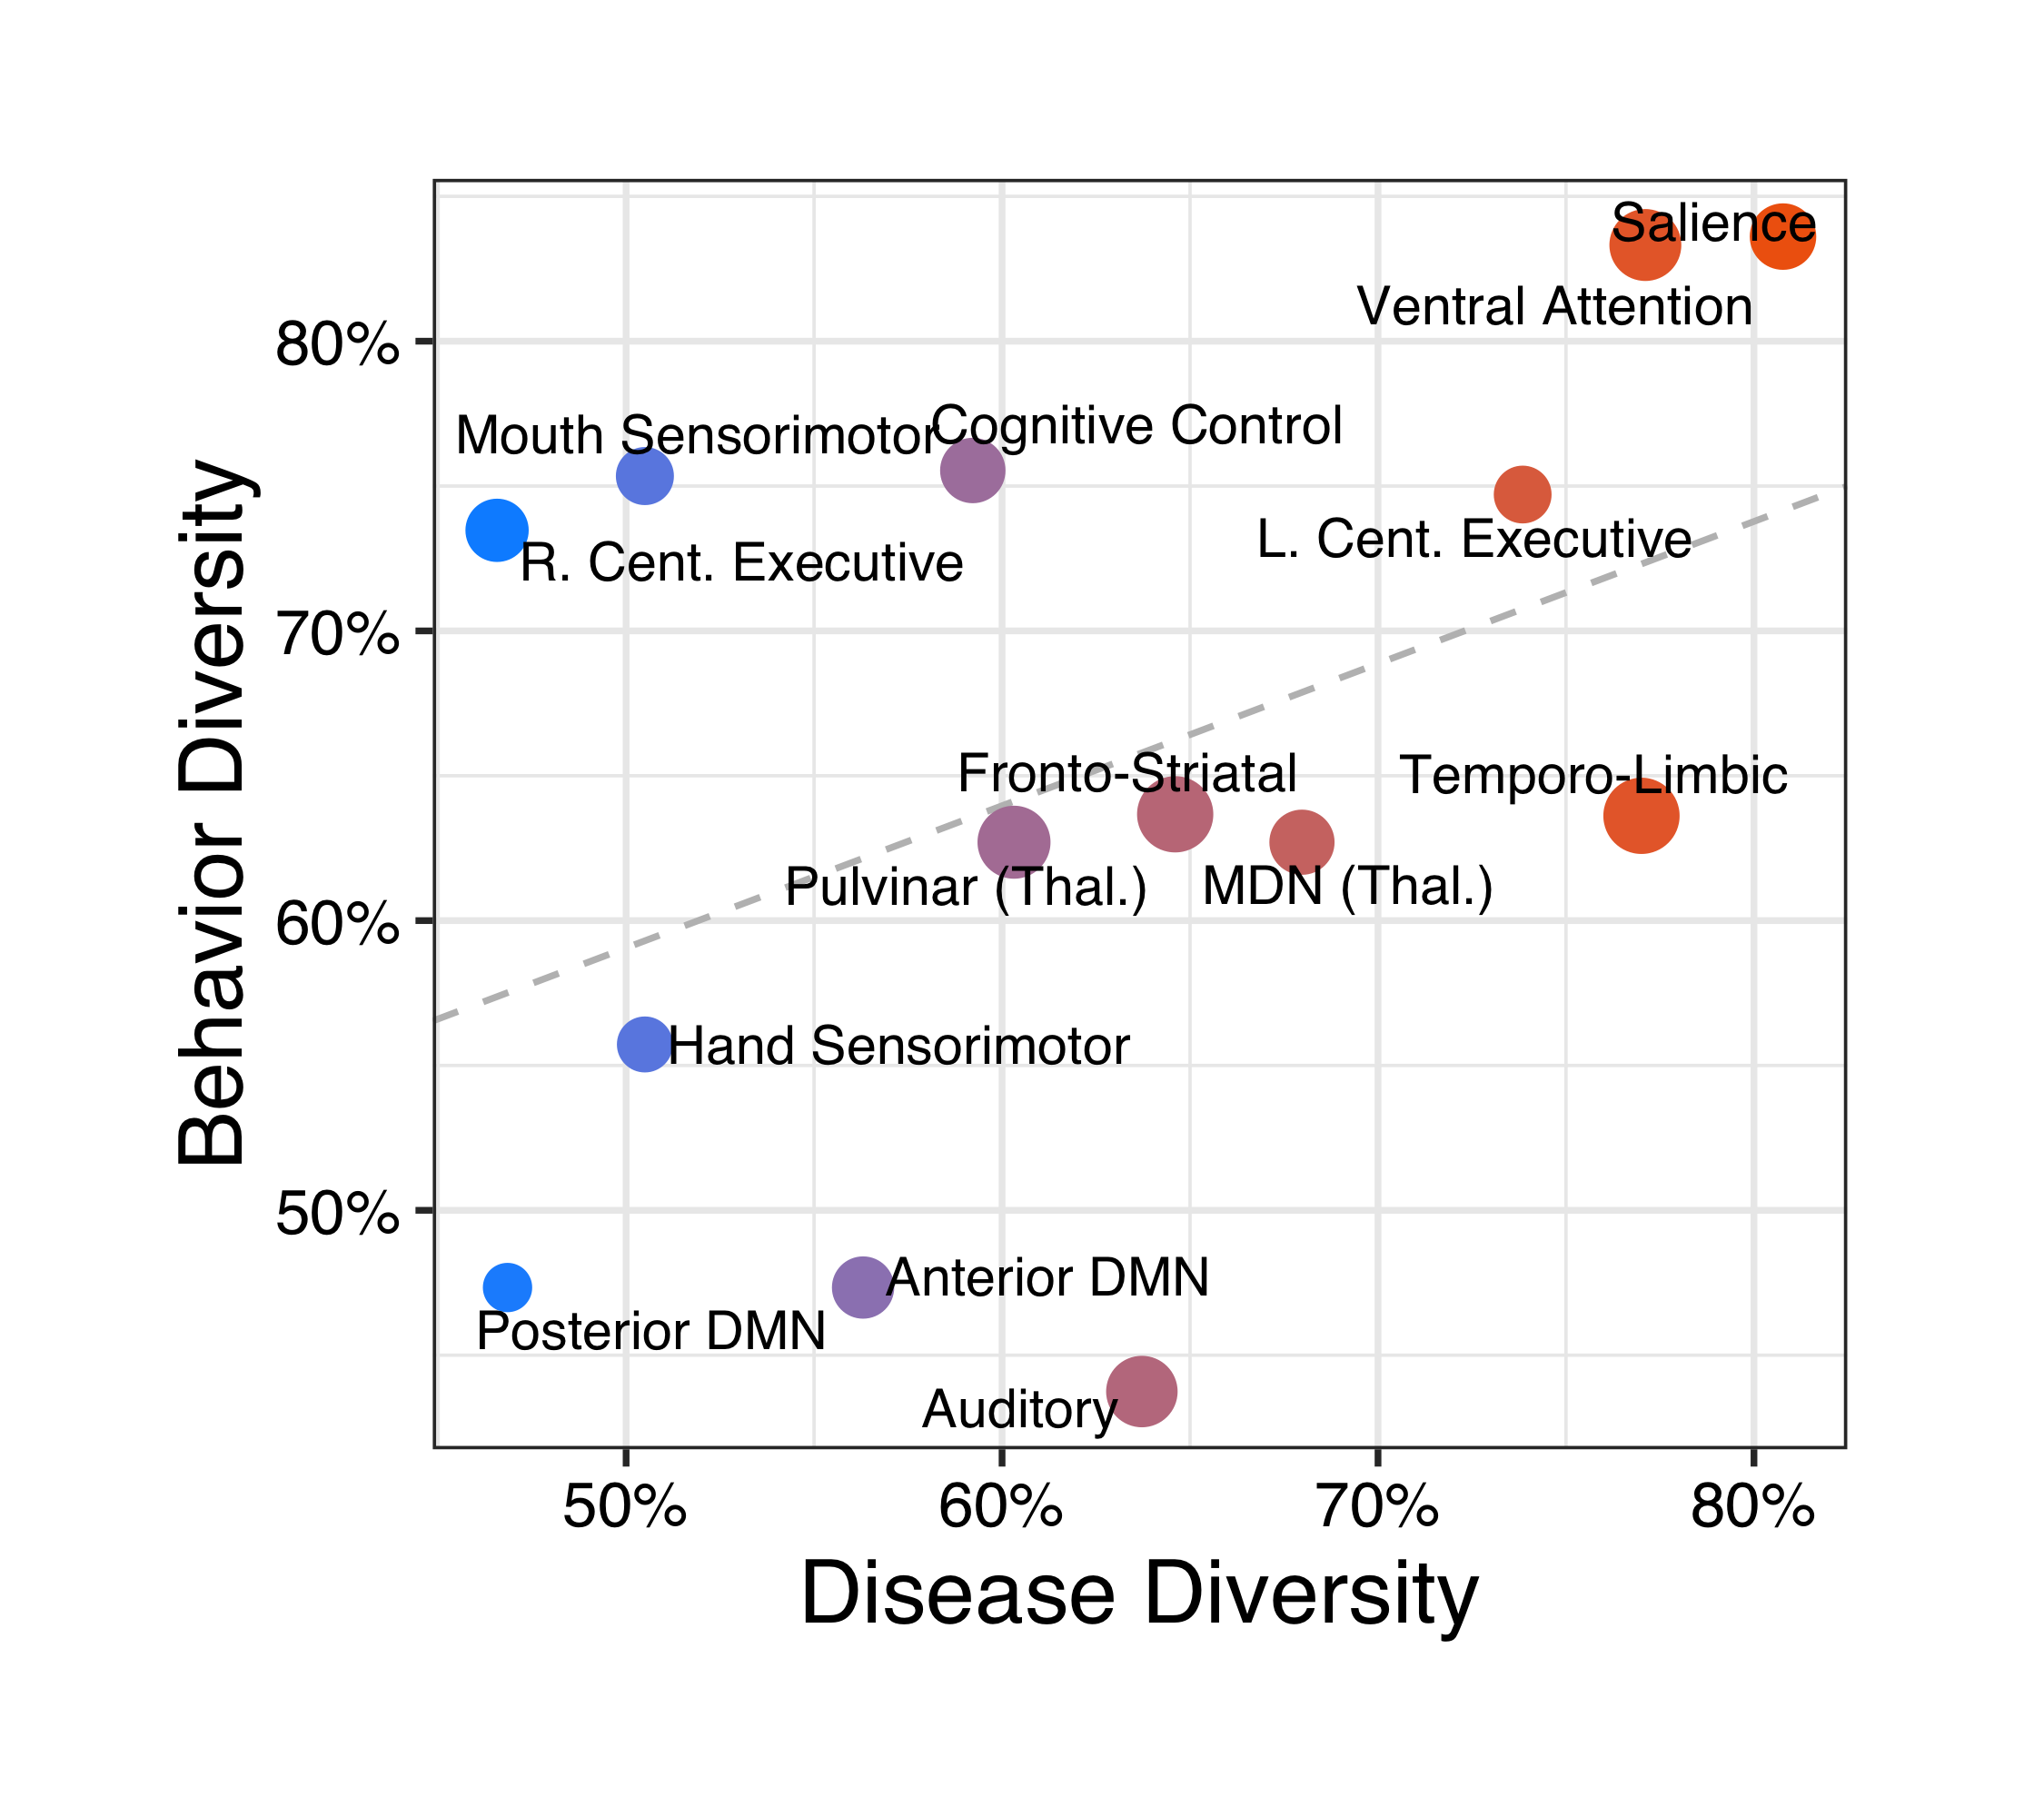 Salience
Ventral Attention
80%
Cognitive Control
Mouth Sensorimotor
L. Cent. Executive
R. Cent. Executive
70%
Fronto-Striatal
Temporo-Limbic
Pulvinar (Thal.)
MDN (Thal.)
60%
Hand Sensorimotor
50%
Anterior DMN
Posterior DMN
Auditory
Behavior Diversity
50%
60%
70%
80%
Disease Diversity